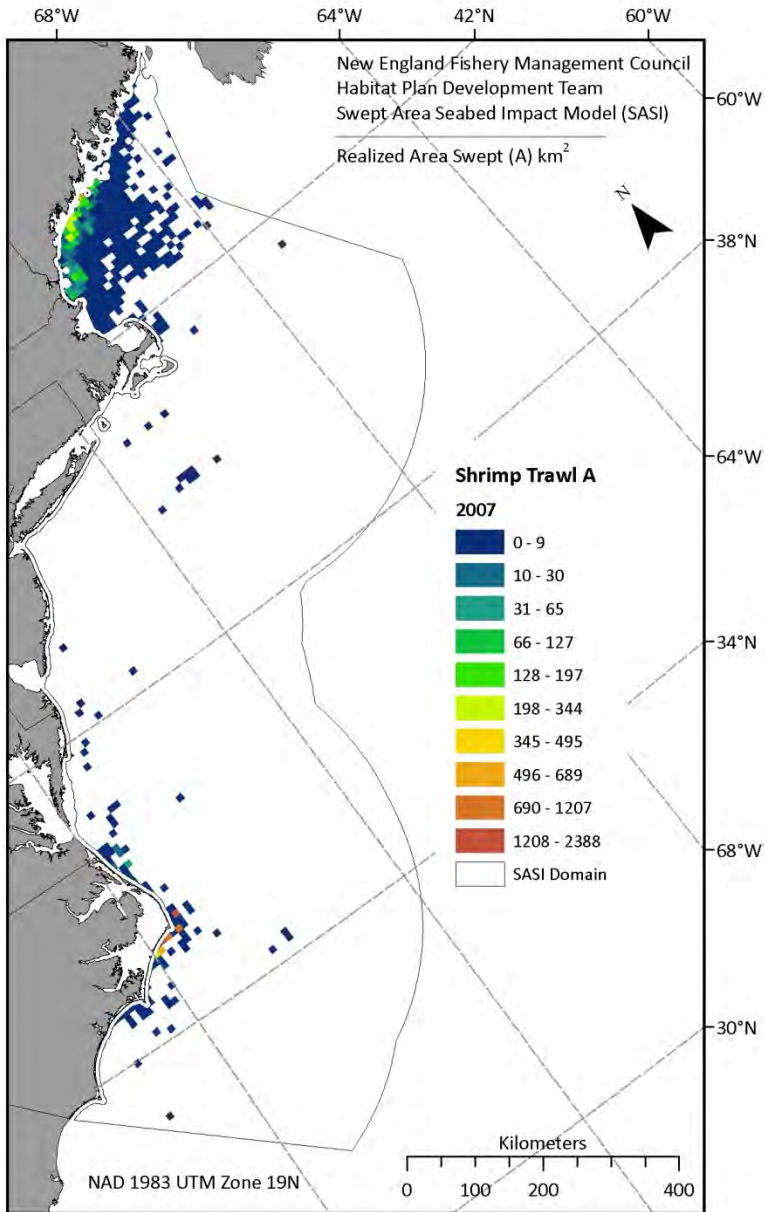 68°W 64°W 42°N 60°W
New England Fishery Management Council
Habitat Plan Development Team
Swept Area Seabed Impact Model (SASI)
Realized Area Swept (A) km²
60°W
N
38°N
64°W
Shrimp Trawl A
2007
0 - 9
10 - 30
31 - 65
66 - 127
128 - 197
198 - 344
345 - 495
496 - 689
690 - 1207
1208 - 2388
SASI Domain
34°N
68°W
30°N
Kilometers
0 100 200 400
NAD 1983 UTM Zone 19N